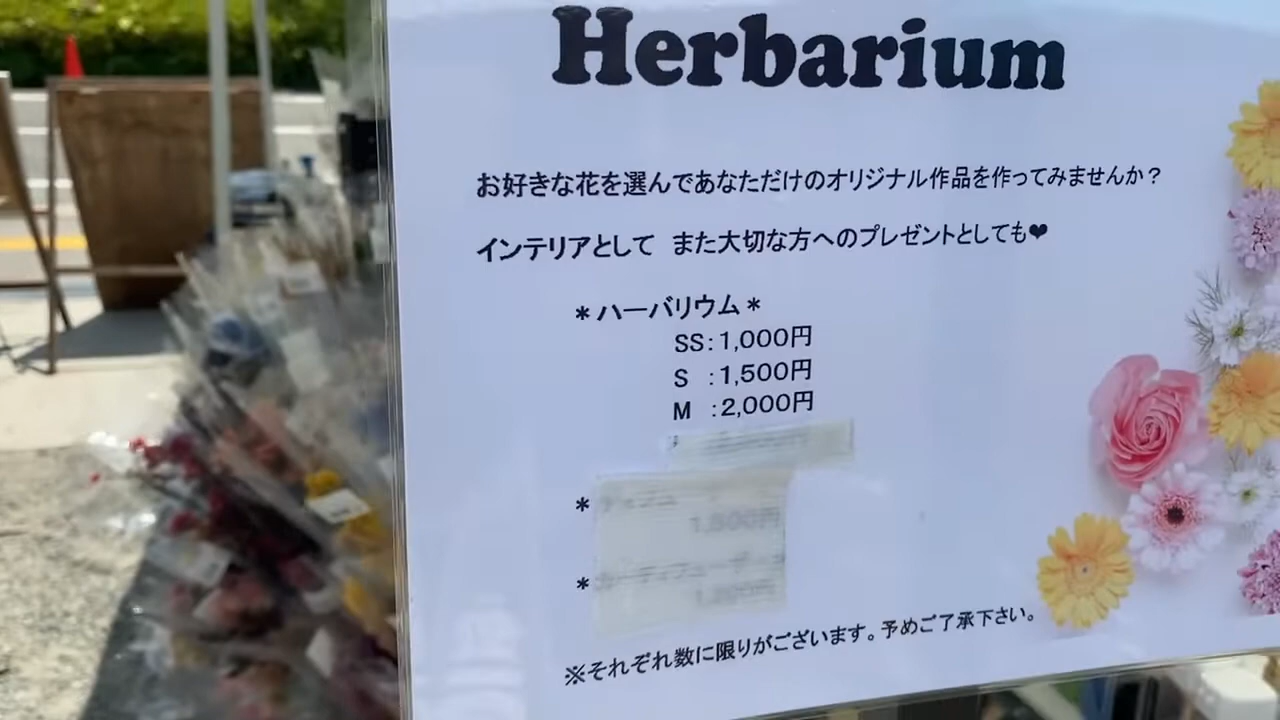 Herbarium
お好きな花を選んであなただけのオリジナル作品を作ってみませんか？
インテリアとして また大切な方へのプレゼントとしても❤
＊ハーバリウム＊
SS：1,000円
S ：1,500円
M ：2,000円
＊
＊
※それぞれ数に限りがございます。予めご了承下さい。